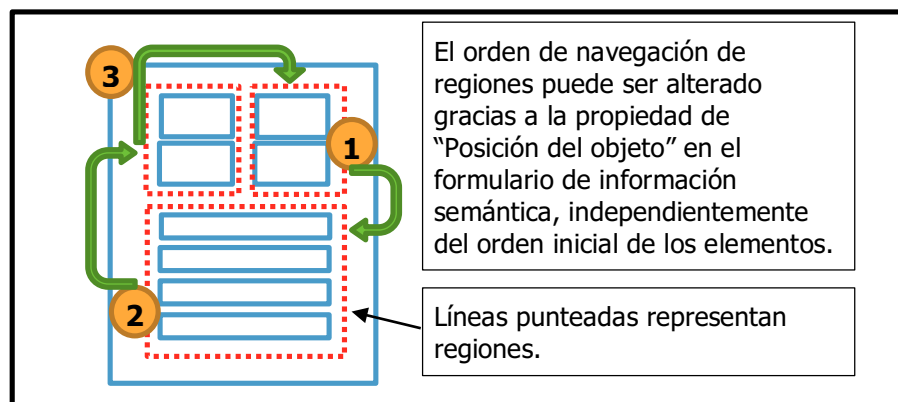 3
1
2
El orden de navegación de
regiones puede ser alterado
gracias a la propiedad de
“Posición del objeto” en el
formulario de información
semántica, independientemente
del orden inicial de los elementos.
Líneas punteadas representan
regiones.